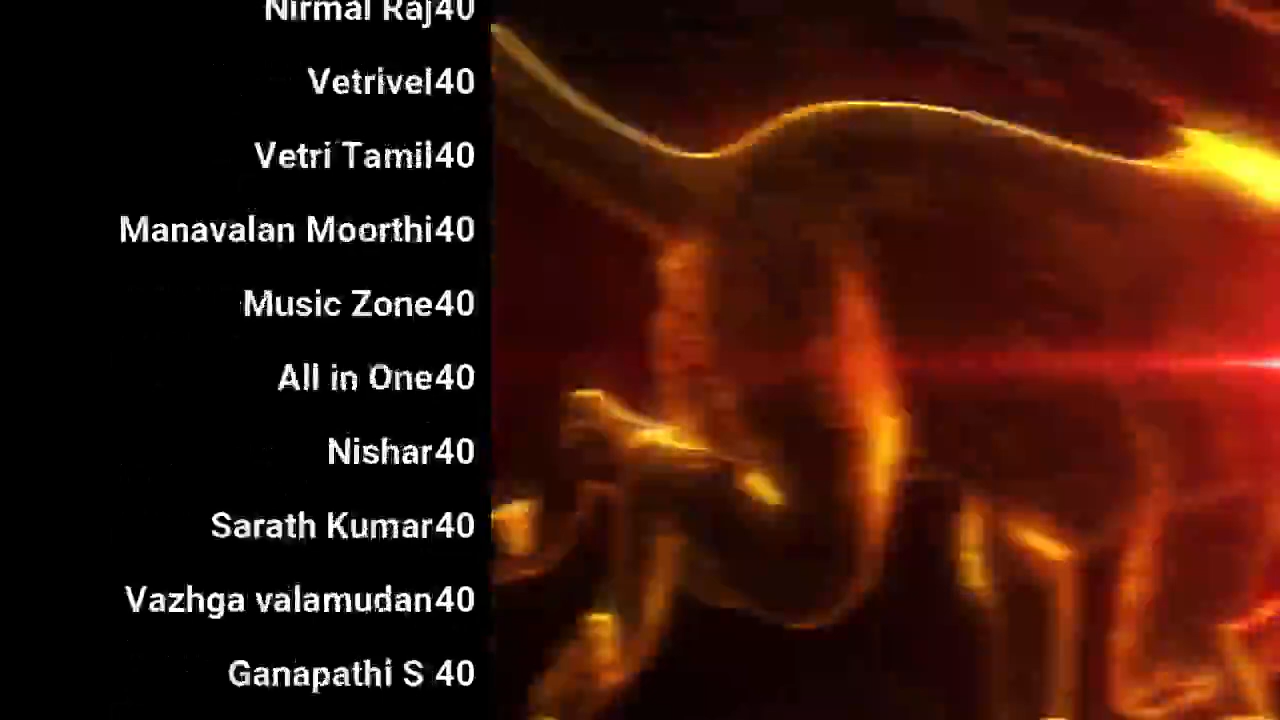 Nirmal Raj40
Vetrivel40
Vetri Tamil40
Manavalan Moorthi40
Music Zone40
All in One40
Nishar40
Sarath Kumar40
Vazhga valamudan40
Ganapathi S 40